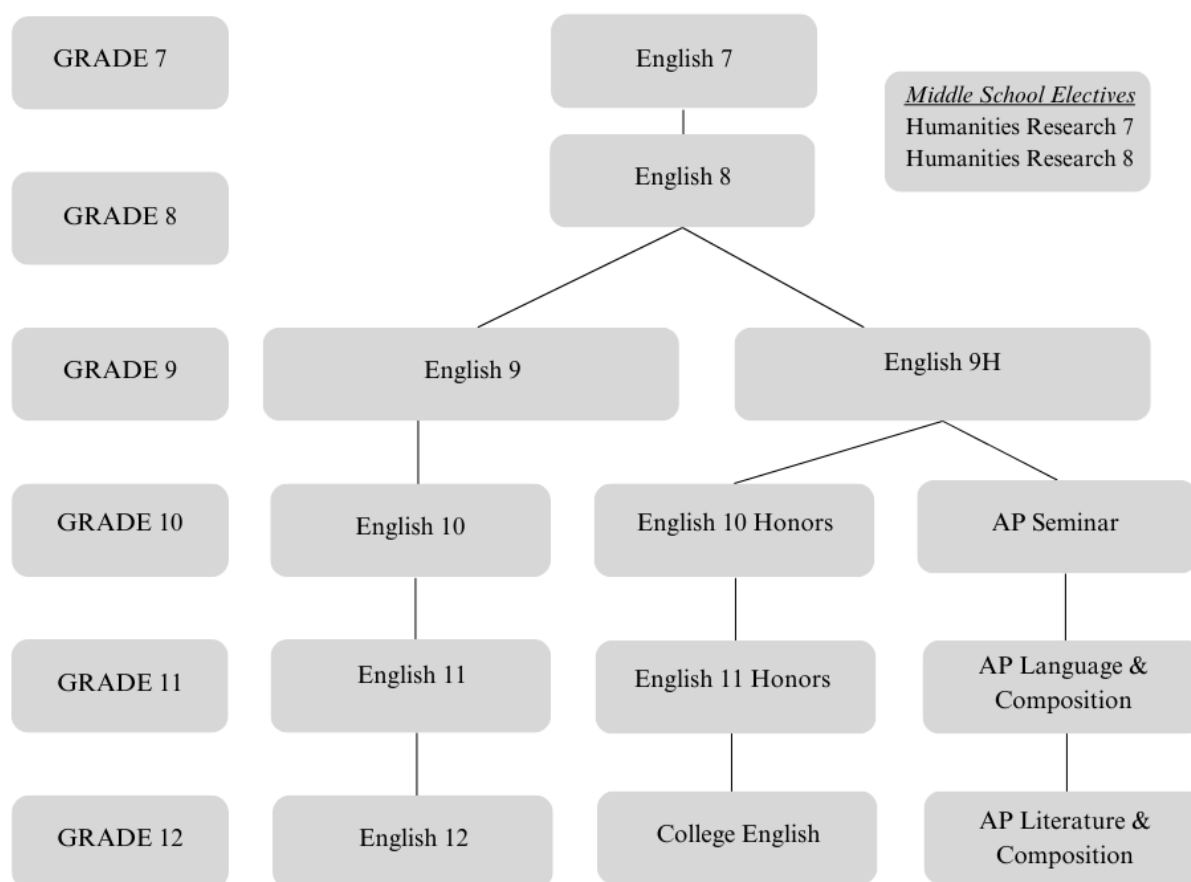 GRADE 7
English 7
Middle School Electives
Humanities Research 7
Humanities Research 8
English 8
GRADE 8
GRADE 9
English 9
English 9H
GRADE 10
English 10
English 10 Honors
AP Seminar
GRADE 11
English 11
English 11 Honors
AP Language &
Composition
GRADE 12
English 12
College English
AP Literature &
Composition